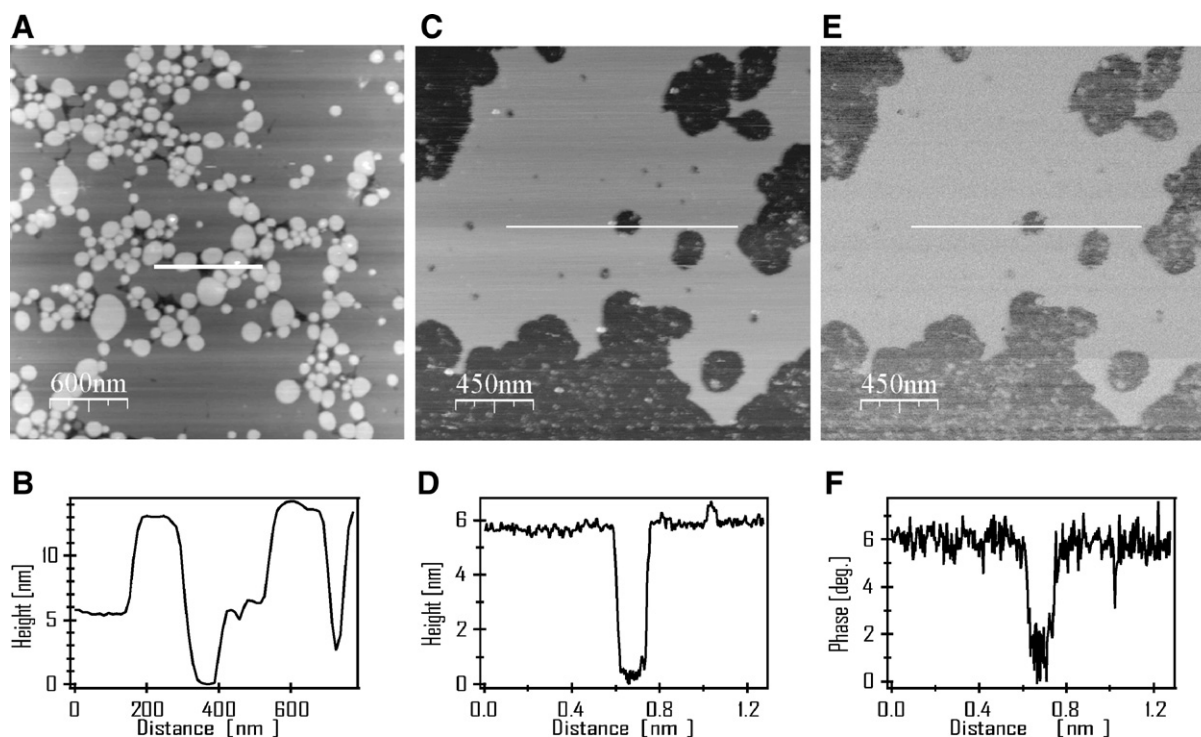 A
C
E
600nm
450nm
450nm
B
D
F
Height [nm]
10
5
0
0
200
400
600
Distance [nm]
Height [nm]
6
4
2
0
0.0
0.4
0.8
1.2
Distance [nm]
Phase [deg.]
6
4
2
0
0.0
0.4
0.8
1.2
Distance [nm]